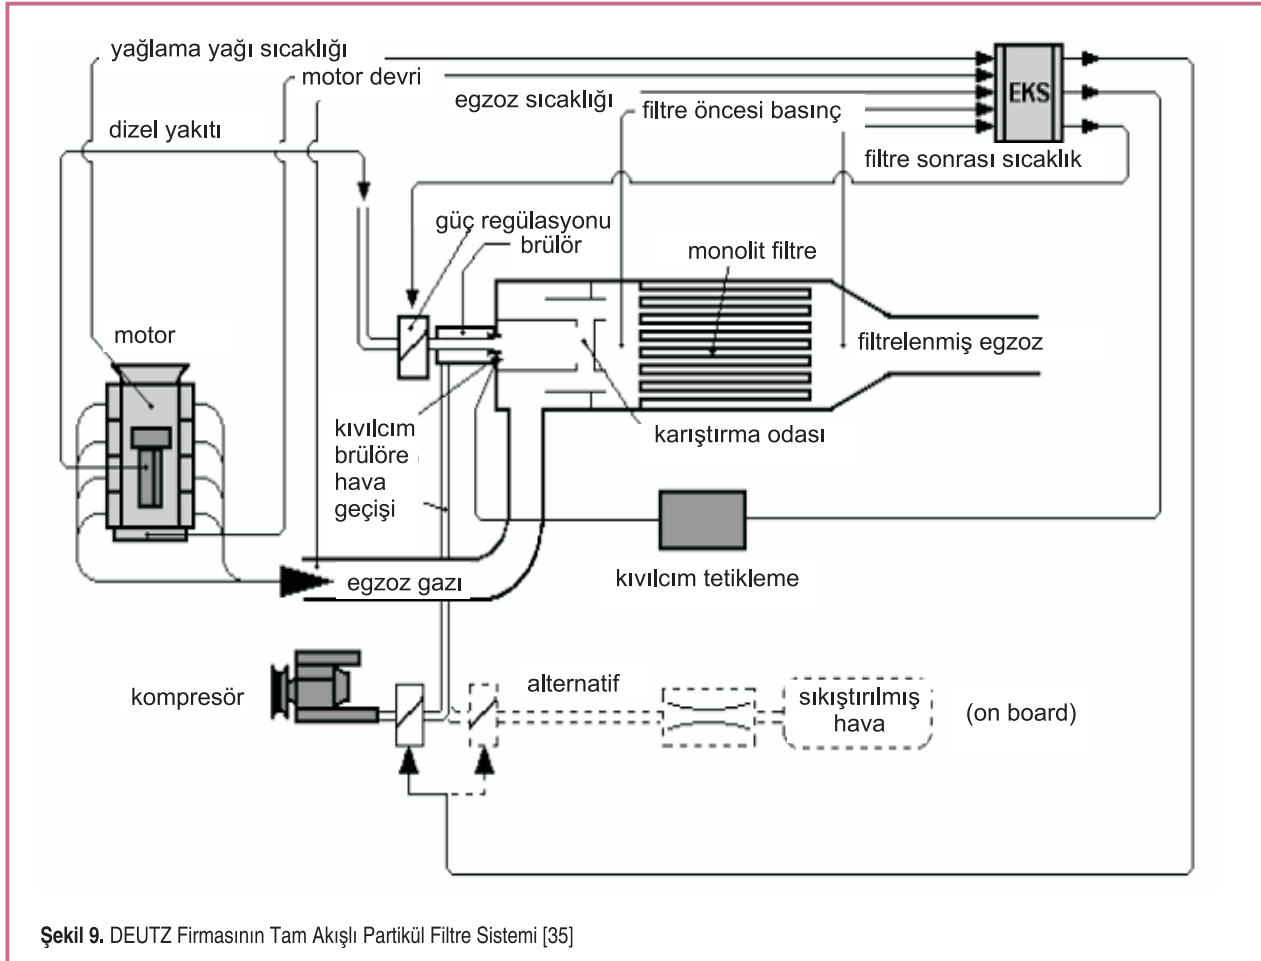 yağlama yağı sıcaklığı
motor devri
egzoz sıcaklığı
filtre öncesi basınç
EKS
dizel yakıtı
filtre sonrası sıcaklık
güç regülasyonu
brülör
monolit filtre
motor
filtrelenmiş egzoz
kıvılcım
brülöre
hava
geçişi
karıştırma odası
egzoz gazı
kıvılcım tetikleme
kompresör
alternatif
sıkıştırılmış
hava
(on board)
Şekil 9. DEUTZ Firmasının Tam Akışlı Partikül Filtre Sistemi [35]